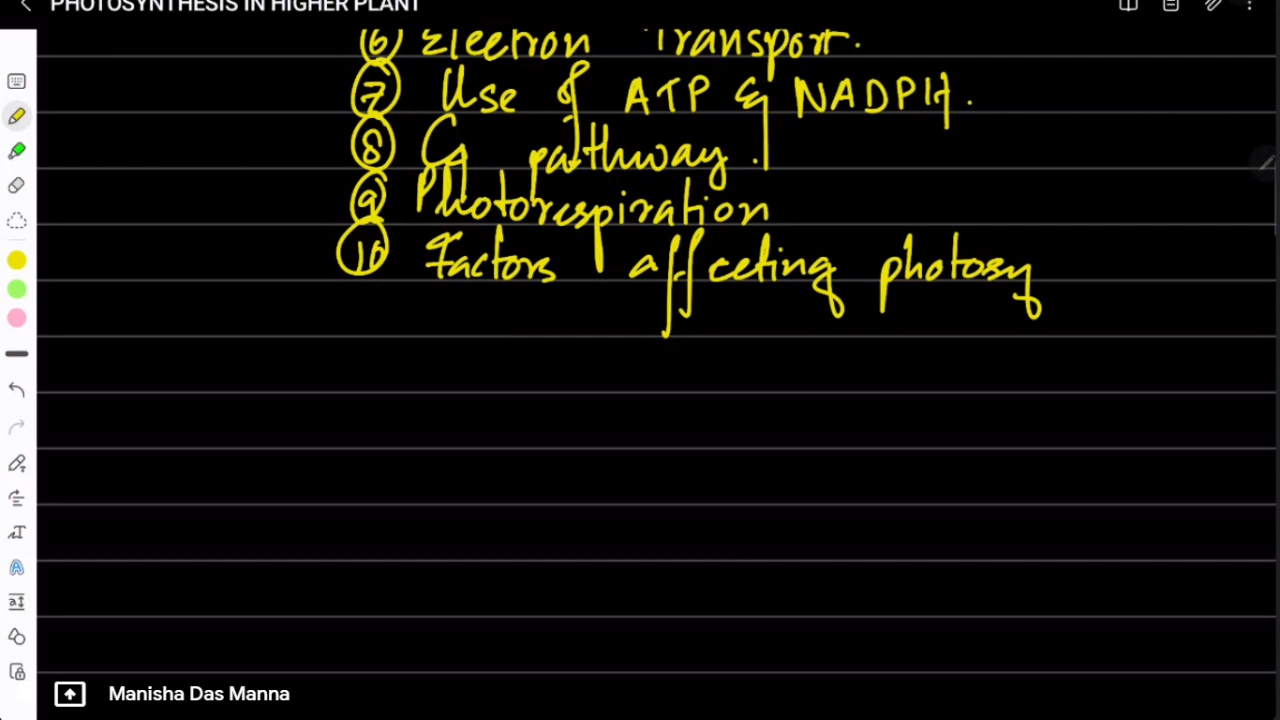 PHOTOSYNTHESIS IN HIGHER PLANT
6 Electron Transport.
7 Use of ATP & NADPH.
8 C4 pathway.
9 Photorespiration
10 Factors affecting photosy
Manisha Das Manna